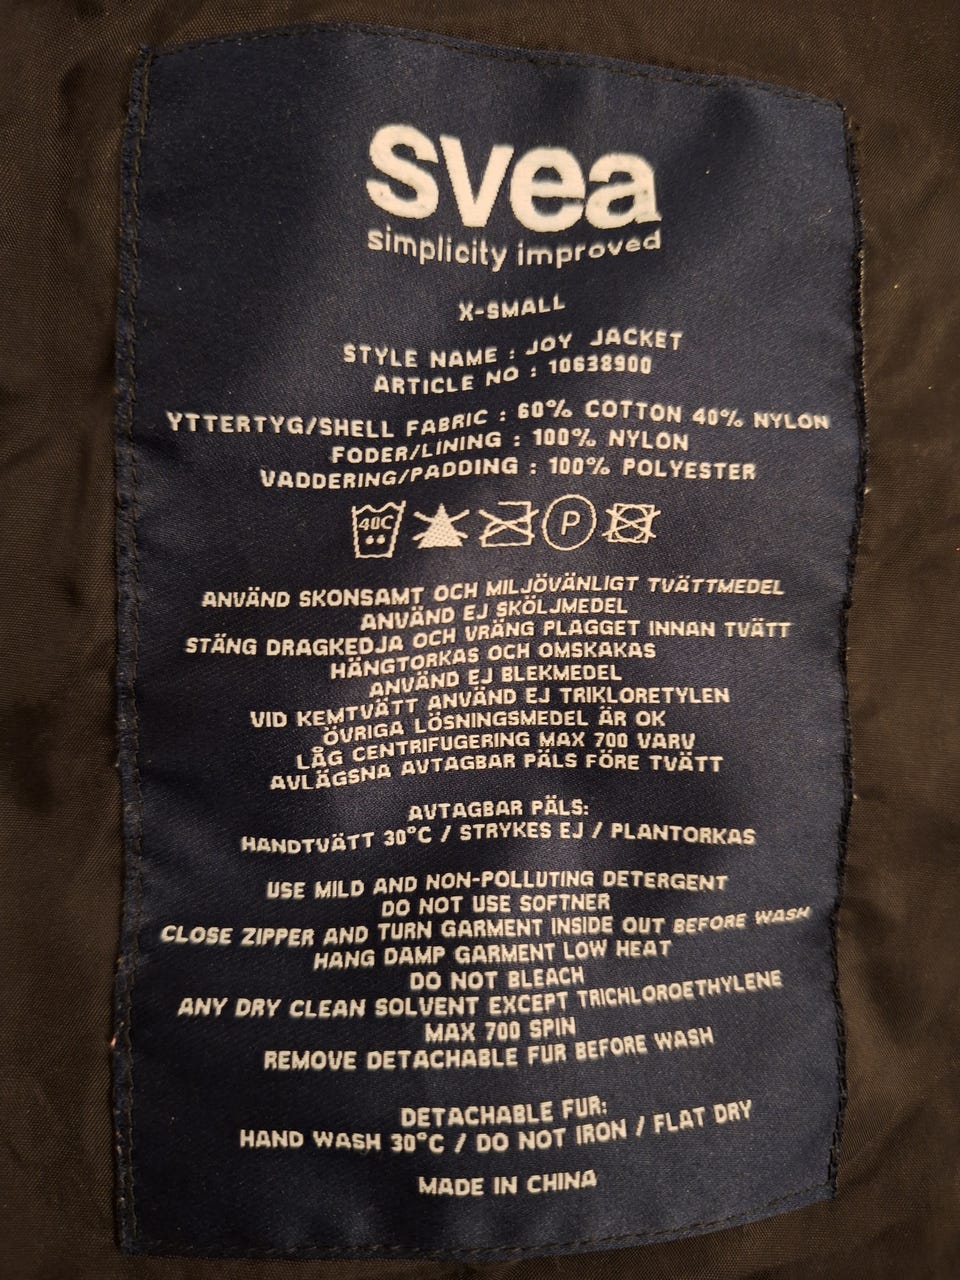 svea
simplicity improved
X-SMALL
STYLE NAME : JOY JACKET
ARTICLE NO : 10638900
YTTERTYG/SHELL FABRIC : 60% COTTON 40% NYLON
FODER/LINING : 100% NYLON
VADDERING/PADDING : 100% POLYESTER
40C P
ANVÄND SKONSAMT OCH MILJÖVÄNLIGT TVÄTTMEDEL
ANVÄND EJ SKÖLJMEDEL
STÄNG DRAGKEDJA OCH VRÄNG PLAGGET INNAN TVÄTT
HÄNGTORKAS OCH OMSKAKAS
ANVÄND EJ BLEKMEDEL
VID KEMTVÄTT ANVÄND EJ TRIKLORETYLEN
ÖVRIGA LÖSNINGSMEDEL ÄR OK
LÅG CENTRIFUGERING MAX 700 VARV
AVLÄGSNA AVTAGBAR PÄLS FÖRE TVÄTT
AVTAGBAR PÄLS:
HANDTVÄTT 30°C / STRYKES EJ / PLANTORKAS
USE MILD AND NON-POLLUTING DETERGENT
DO NOT USE SOFTNER
CLOSE ZIPPER AND TURN GARMENT INSIDE OUT BEFORE WASH
HANG DAMP GARMENT LOW HEAT
DO NOT BLEACH
ANY DRY CLEAN SOLVENT EXCEPT TRICHLOROETHYLENE
MAX 700 SPIN
REMOVE DETACHABLE FUR BEFORE WASH
DETACHABLE FUR:
HAND WASH 30°C / DO NOT IRON / FLAT DRY
MADE IN CHINA